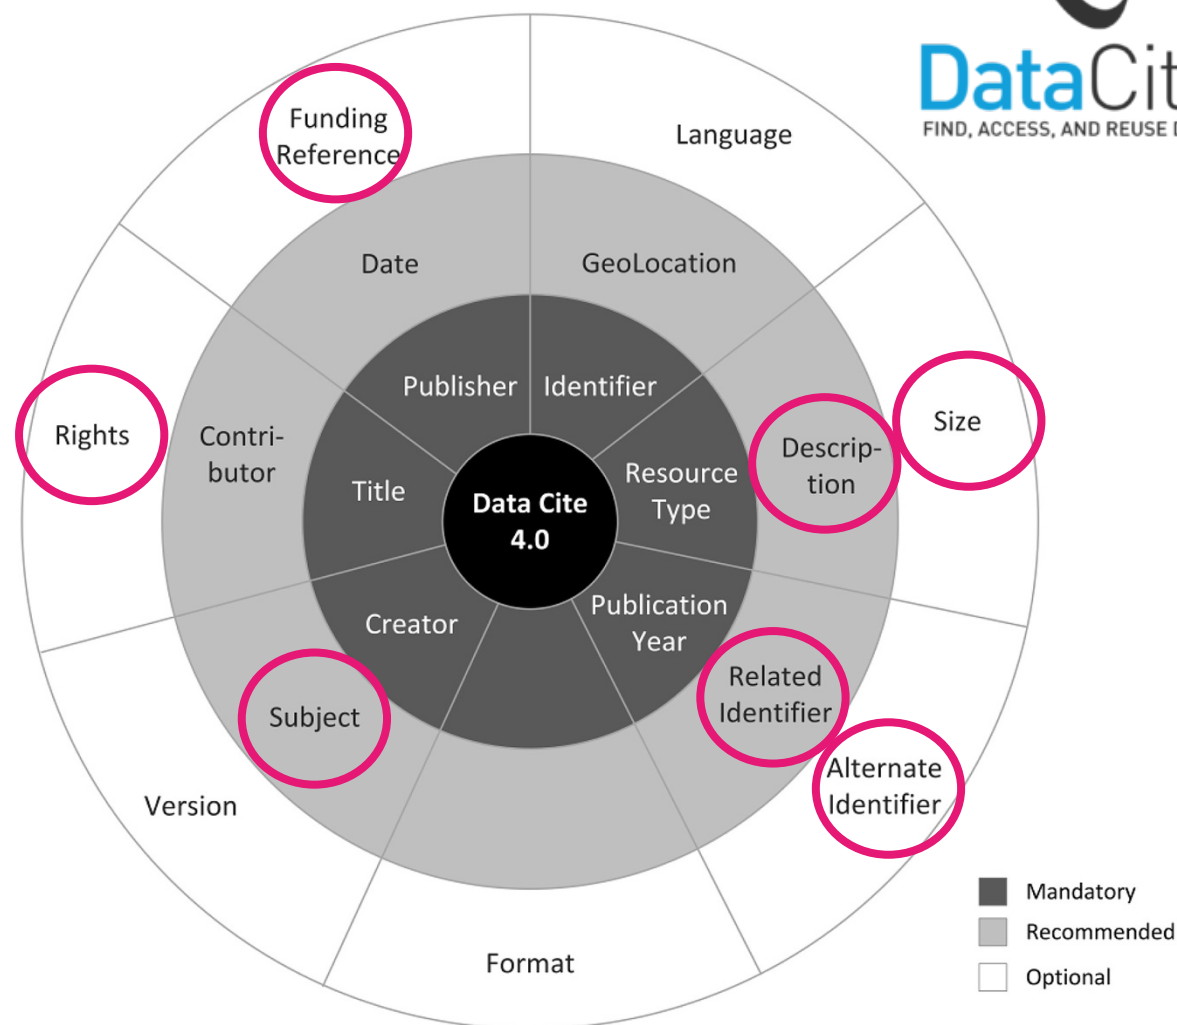 DataCit
FIND, ACCESS, AND REUSE D
Funding
Reference
Language
Date
GeoLocation
Publisher
Identifier
Rights
Contri-
butor
Title
Data Cite
4.0
Resource
Type
Descrip-
tion
Size
Creator
Publication
Year
Subject
Related
Identifier
Version
Alternate
Identifier
Format
Mandatory
Recommended
Optional